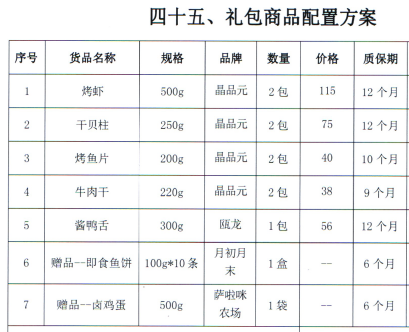 四十五、礼包商品配置方案
序号 货品名称 规格 品牌 数量 价格 质保期
1 烤虾 500g 晶品元 2包 115 12个月
2 干贝柱 250g 晶品元 2包 75 12个月
3 烤鱼片 200g 晶品元 2包 40 10个月
4 牛肉干 220g 晶品元 2包 38 9个月
5 酱鸭舌 300g 瓯龙 1包 56 12个月
6 赠品--即食鱼饼 100g*10条 月初月末 1盒 -- 6个月
7 赠品--卤鸡蛋 500g 萨啦咪农场 1袋 -- 6个月